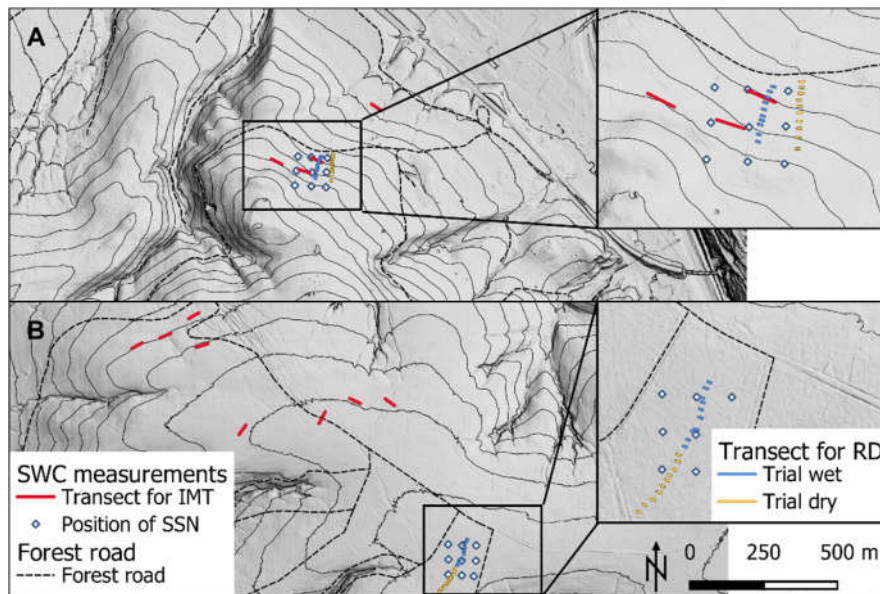 A
B
SWC measurements
Transect for IMT
Position of SSN
Forest road
Forest road
Transect for RD
Trial wet
Trial dry
N
0 250 500 m